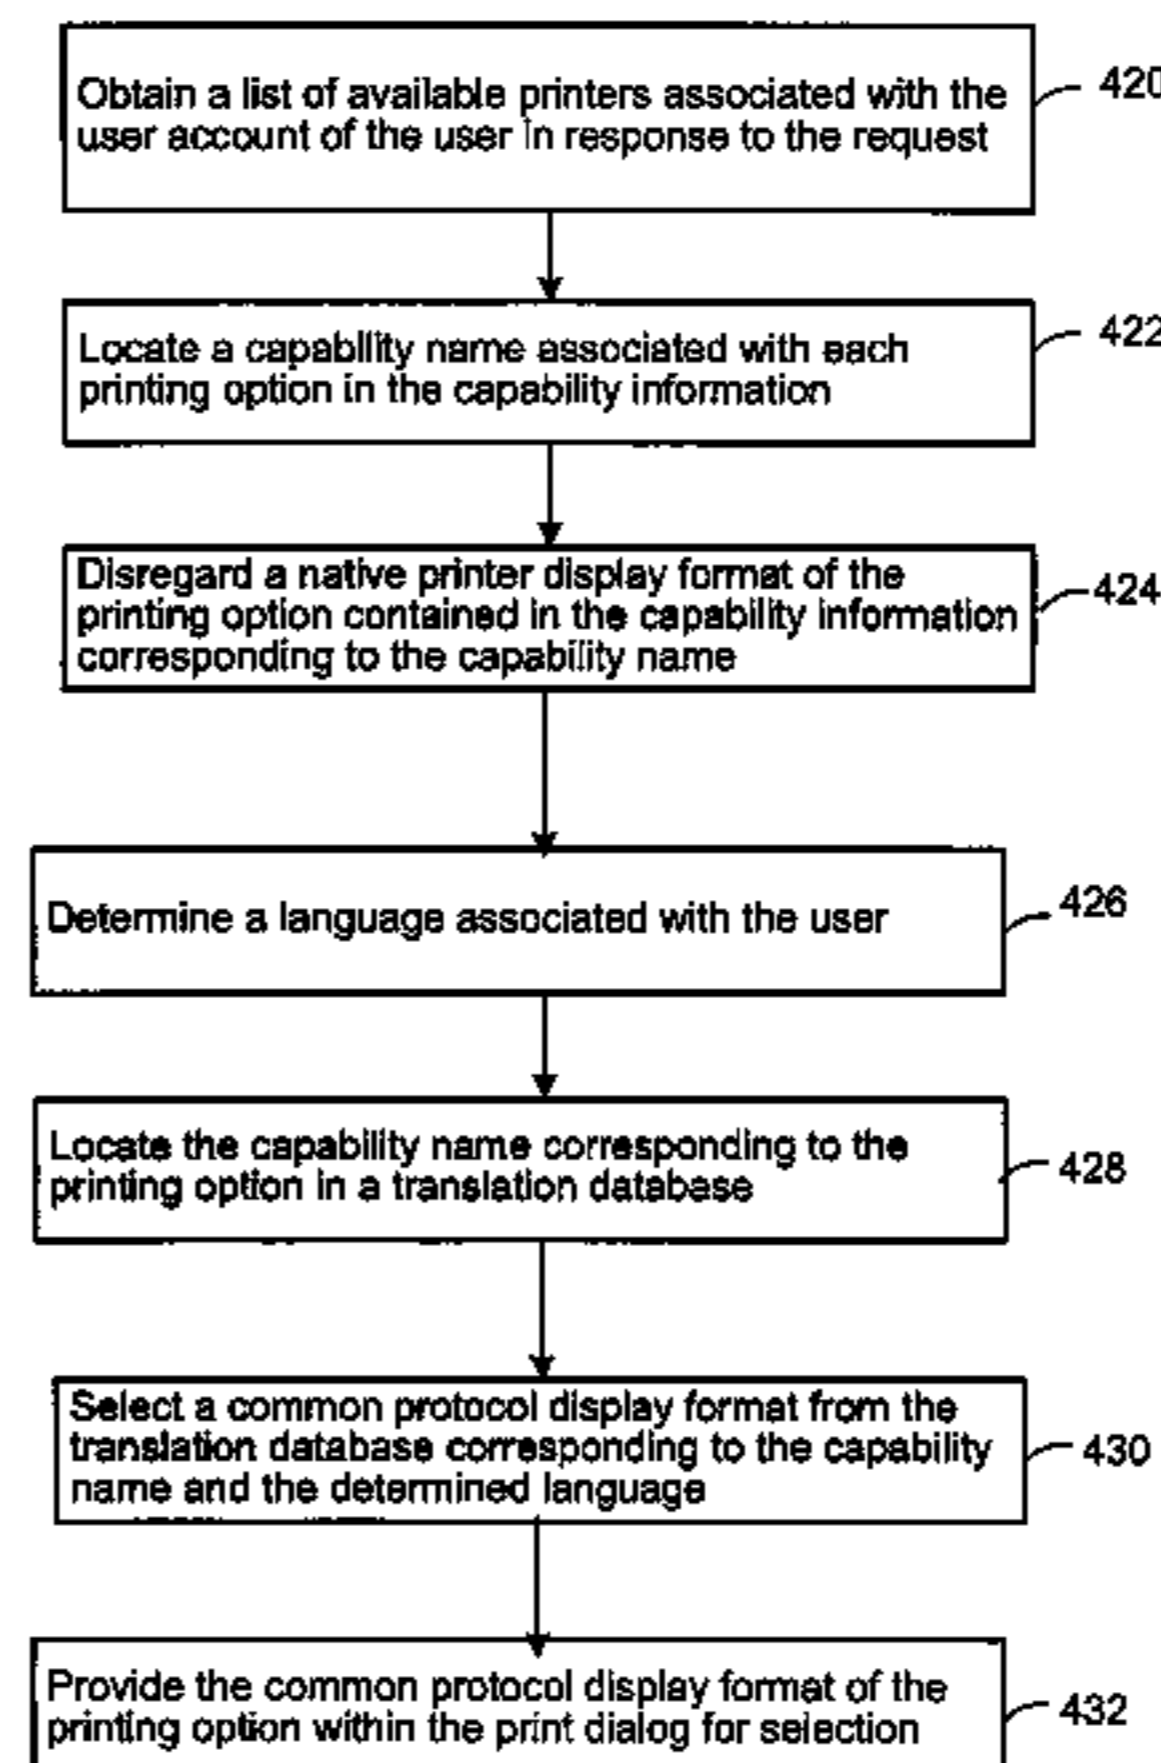 Obtain a list of available printers associated with the
user account of the user in response to the request
420
Locate a capability name associated with each
printing option in the capability information
422
Disregard a native printer display format of the
printing option contained in the capability information
corresponding to the capability name
424
Determine a language associated with the user
426
Locate the capability name corresponding to the
printing option in a translation database
428
Select a common protocol display format from the
translation database corresponding to the capability
name and the determined language
430
Provide the common protocol display format of the
printing option within the print dialog for selection
432